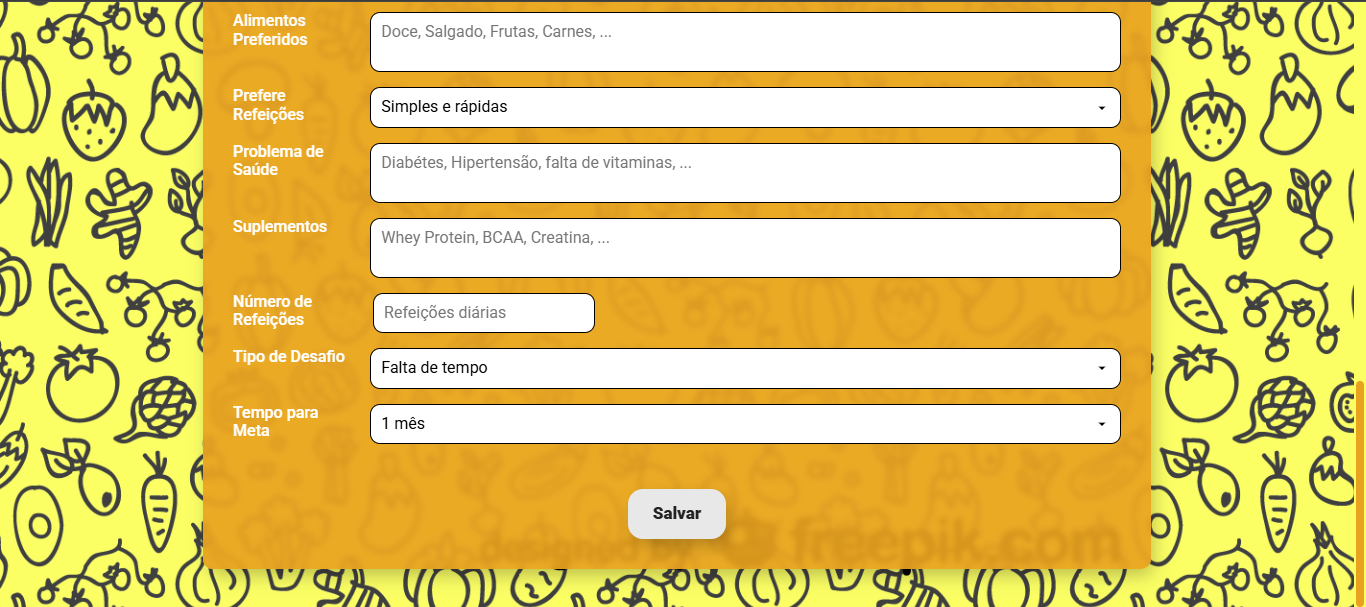 Alimentos
Preferidos
Doce, Salgado, Frutas, Carnes, ...
Prefere
Refeições
Simples e rápidas
Problema de
Saúde
Diabétes, Hipertensão, falta de vitaminas, ...
Suplementos
Whey Protein, BCAA, Creatina, ...
Número de
Refeições
Refeições diárias
Tipo de Desafio
Falta de tempo
Tempo para
Meta
1 mês
Salvar
designed by freepik.com